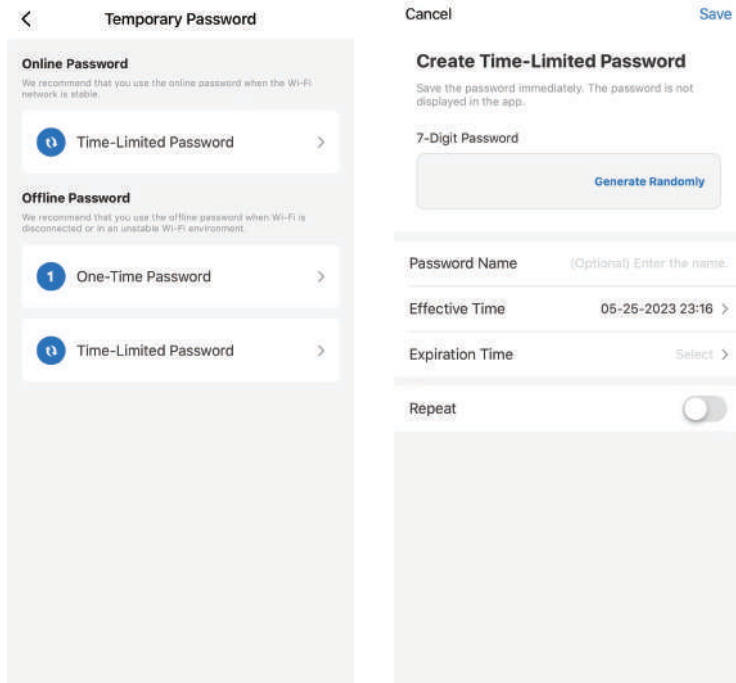 Temporary Password
Online Password
We recommend that you use the online password when the Wi-Fi
network is stable.
Time-Limited Password
Offline Password
We recommend that you use the offline password when Wi-Fi is
disconnected or in an unstable Wi-Fi environment.
1
One-Time Password
Time-Limited Password
Cancel
Save
Create Time-Limited Password
Save the password immediately. The password is not
displayed in the app.
7-Digit Password
Generate Randomly
Password Name (Optional) Enter the name.
Effective Time 05-25-2023 23:16
Expiration Time Select
Repeat